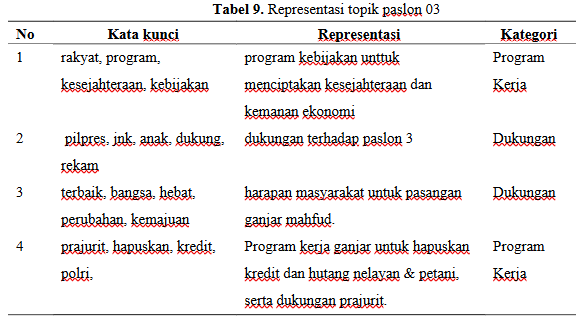 Tabel 9. Representasi topik paslon 03
No Kata kunci Representasi Kategori
1 rakyat, program, program kebijakan unttuk Program
kesejahteraan, kebijakan menciptakan kesejahteraan dan Kerja
kemanan ekonomi
2 pilpres, jnk, anak, dukung, dukungan terhadap paslon 3 Dukungan
rekam
3 terbaik, bangsa, hebat, harapan masyarakat untuk pasangan Dukungan
perubahan, kemajuan ganjar mahfud.
4 prajurit, hapuskan, kredit, Program kerja ganjar untuk hapuskan Program
polri, kredit dan hutang nelayan & petani, Kerja
serta dukungan prajurit.